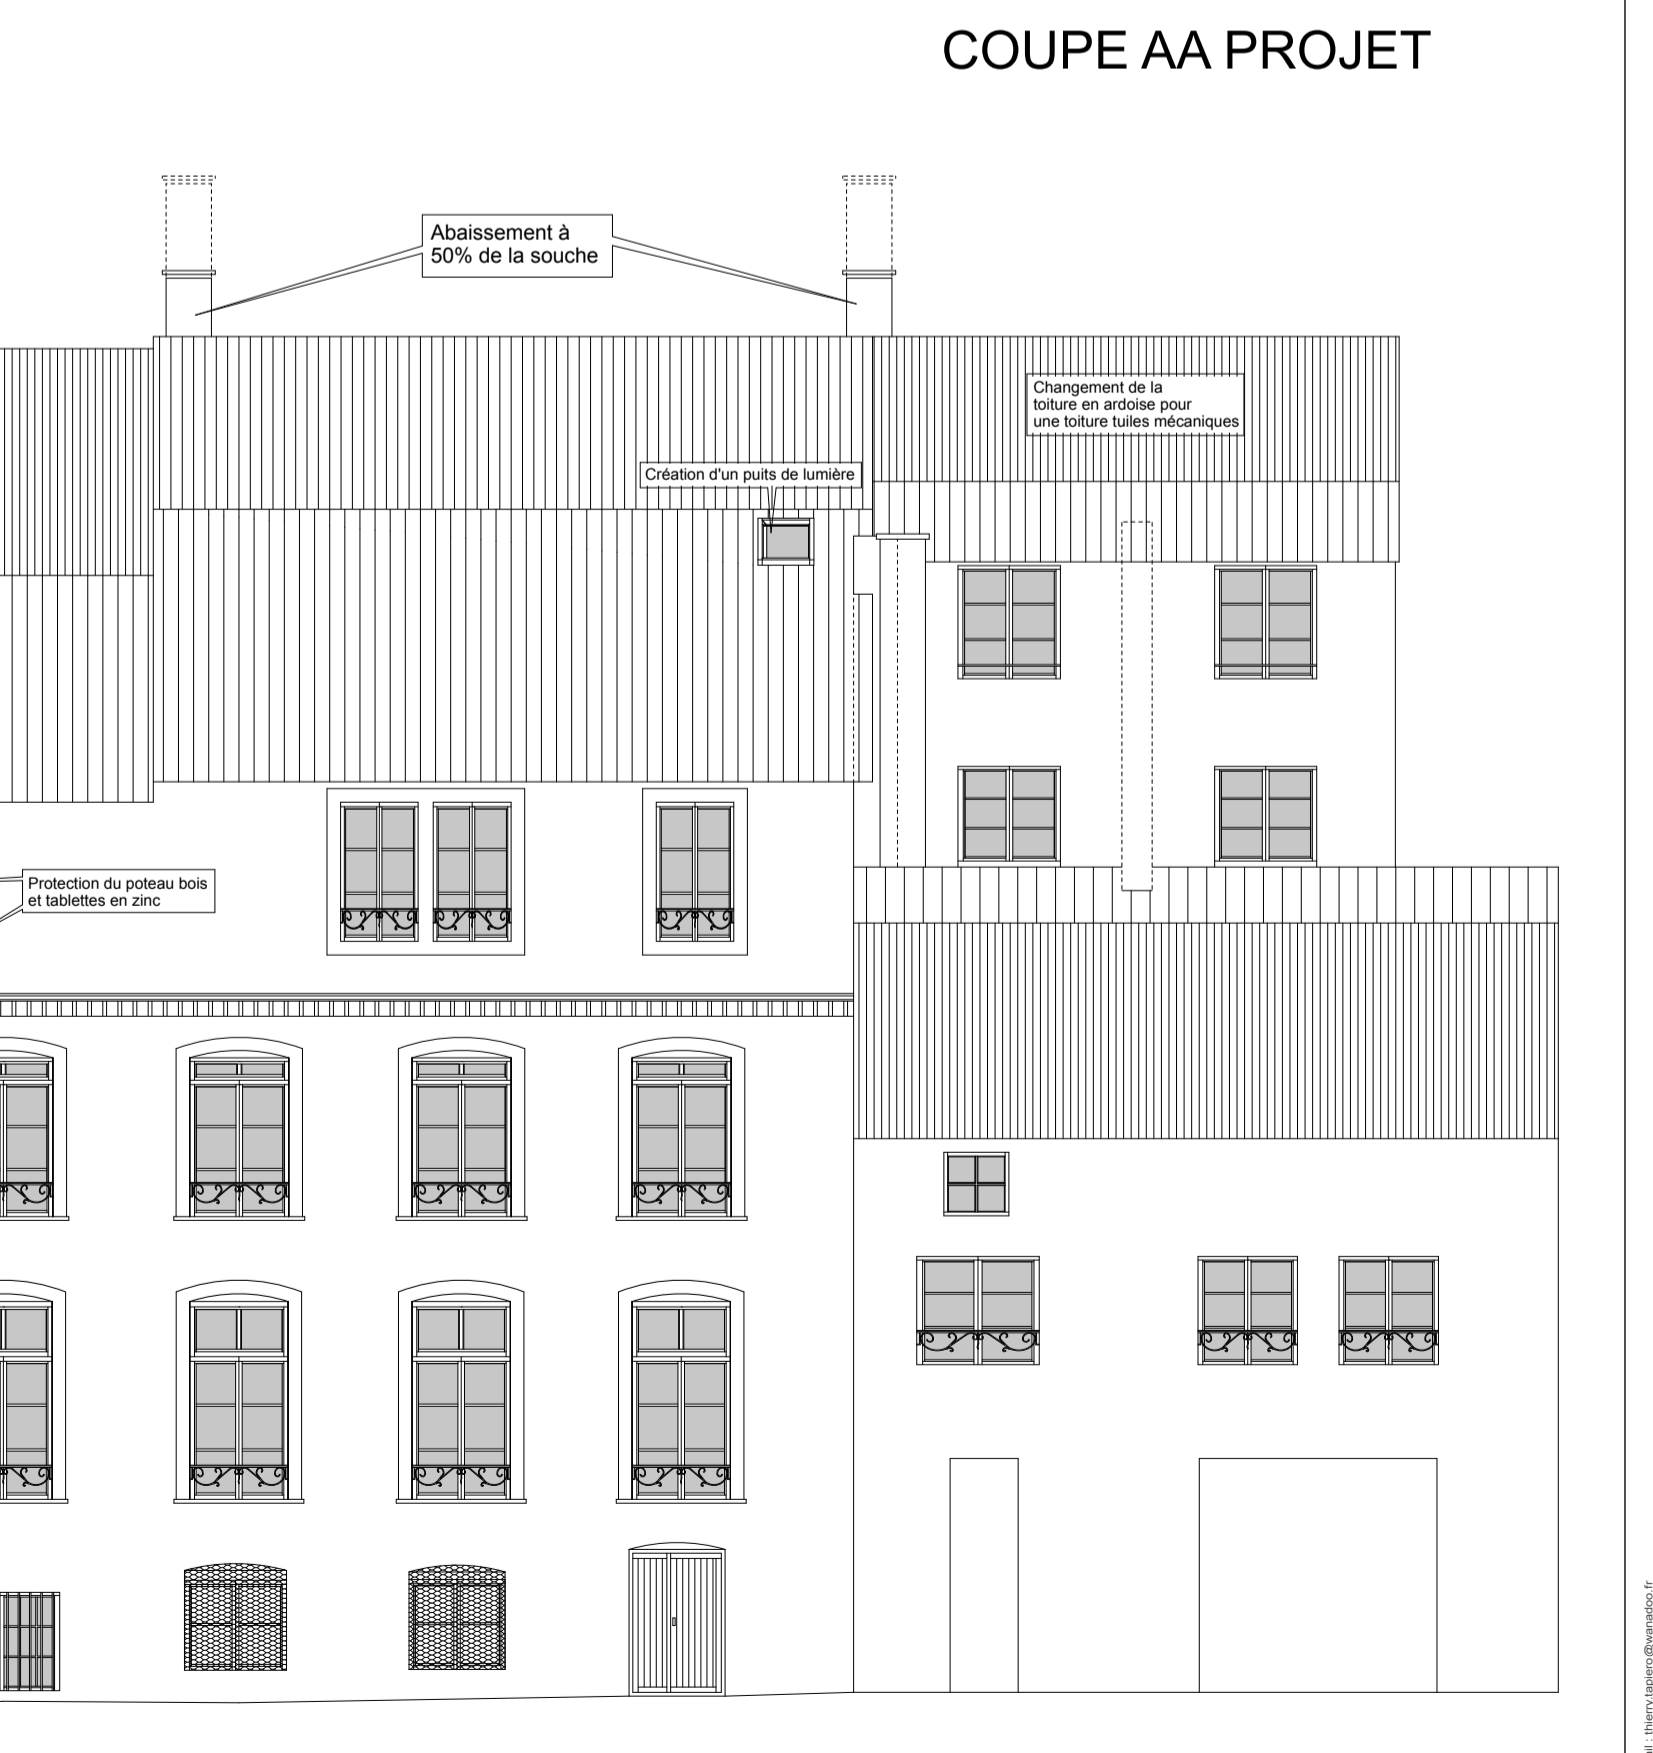 COUPE AA PROJET
Abaissement à
50% de la souche
Changement de la
toiture en ardoise pour
une toiture tuiles mécaniques
Création d'un puits de lumière
Protection du poteau bois
et tablettes en zinc
il : thierry.tapiero@wanadoo.fr